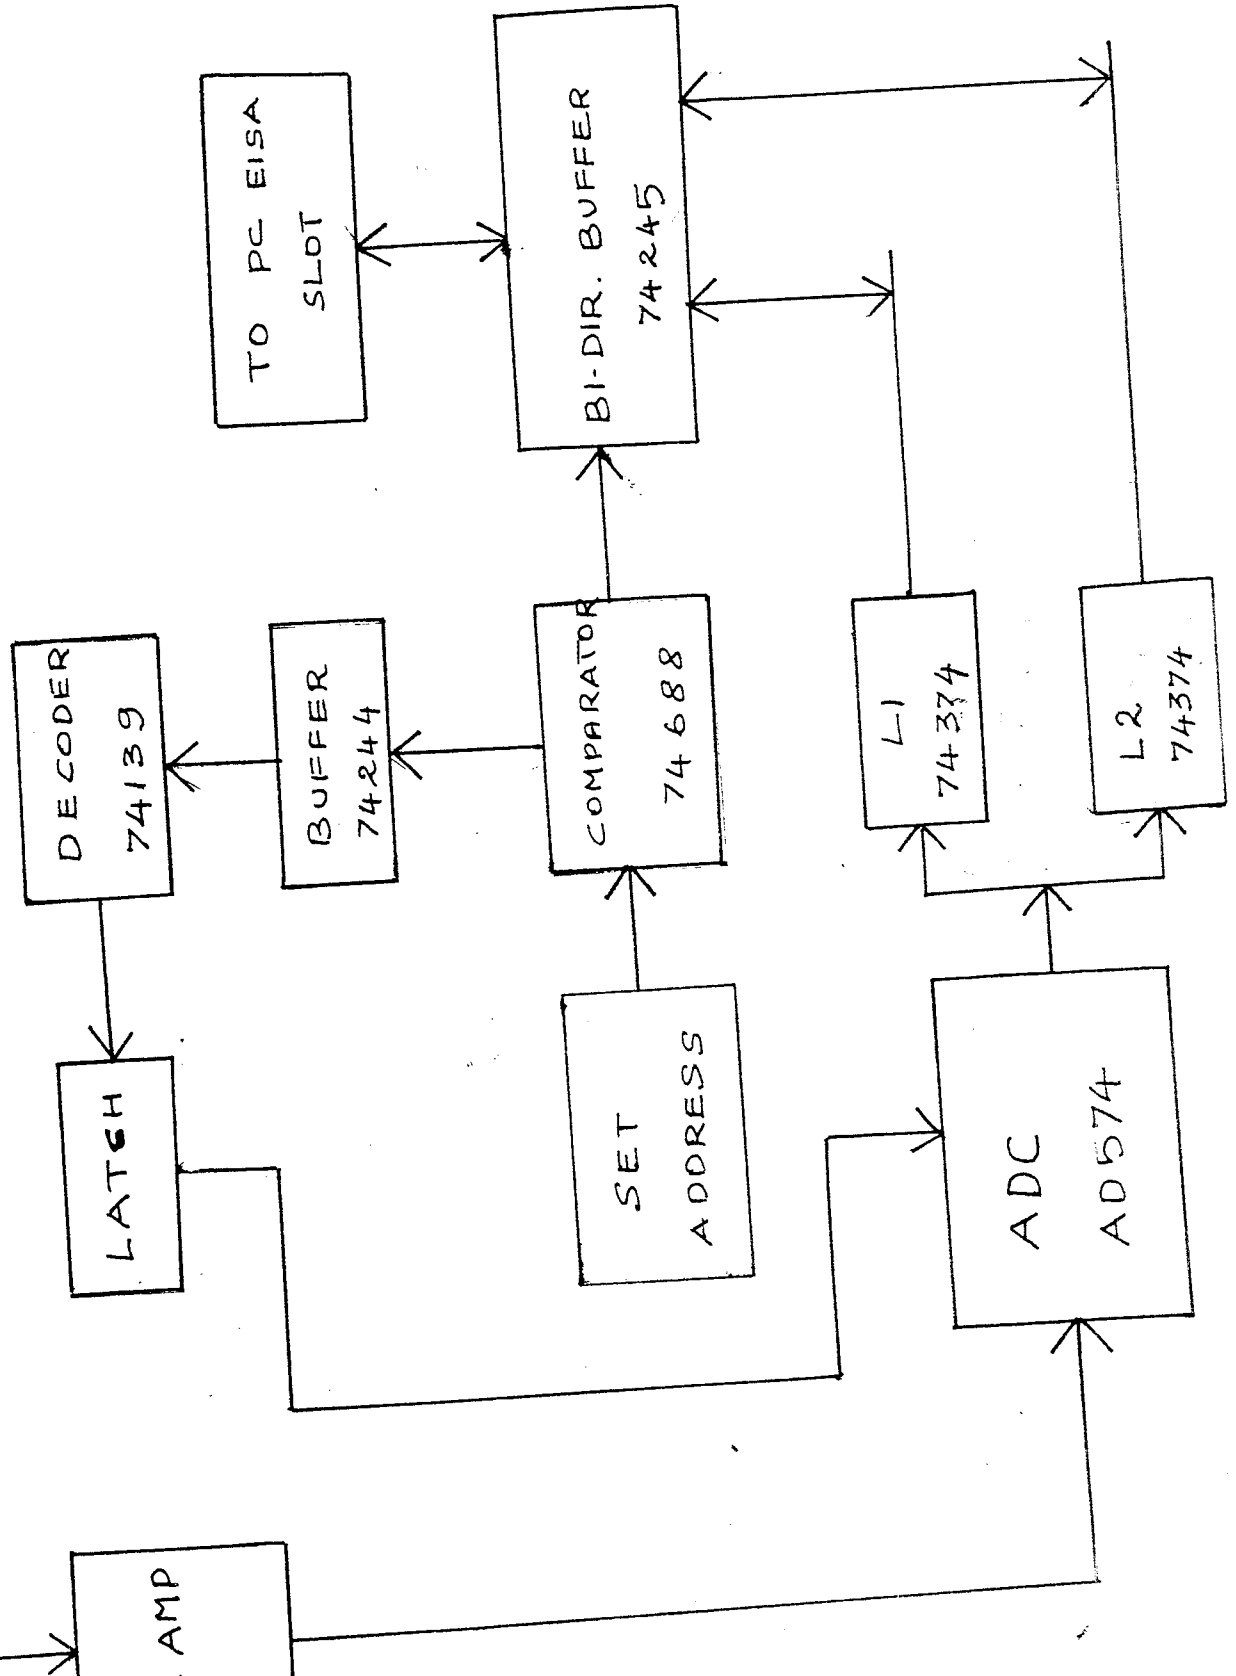 TO PC EISA
SLOT
BI-DIR. BUFFER
74245
DECODER
74139
BUFFER
74244
COMPARATOR
74688
L1
74374
L2
74374
LATCH
SET
ADDRESS
ADC
AD574
AMP